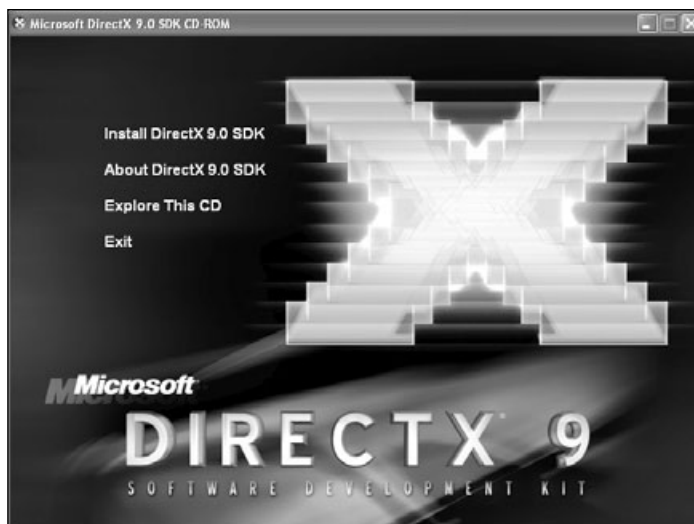 Microsoft DirectX 9.0 SDK CD-ROM
Install DirectX 9.0 SDK
About DirectX 9.0 SDK
Explore This CD
Exit
Microsoft
DIRECTX 9
SOFTWARE DEVELOPMENT KIT